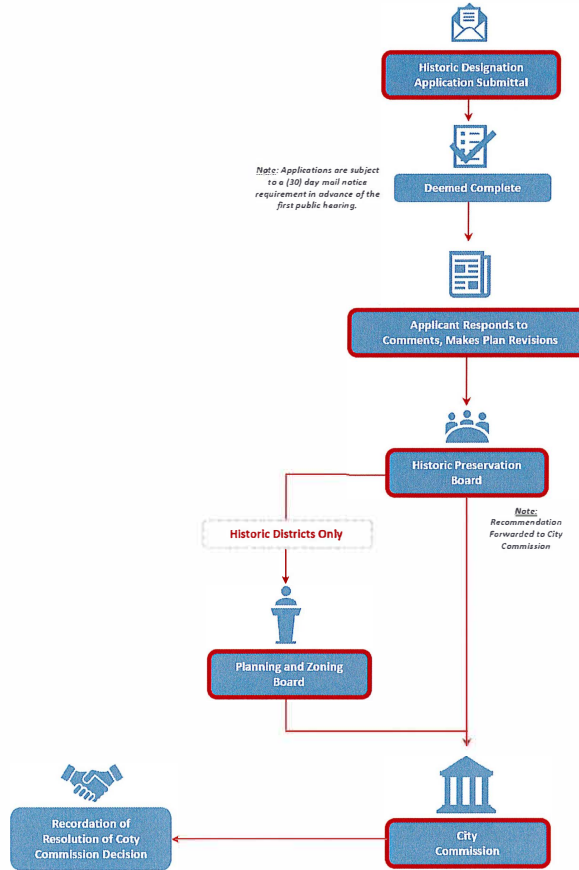 Historic Designation
Application Submittal
Note: Applications are subject
to a (30) day mail notice
requirement in advance of the
first public hearing.
Deemed Complete
Applicant Responds to
Comments, Makes Plan Revisions
Historic Preservation
Board
Note:
Recommendation
Forwarded to City
Commission
Historic Districts Only
Planning and Zoning
Board
City
Commission
Recordation of
Resolution of Coty
Commission Decision